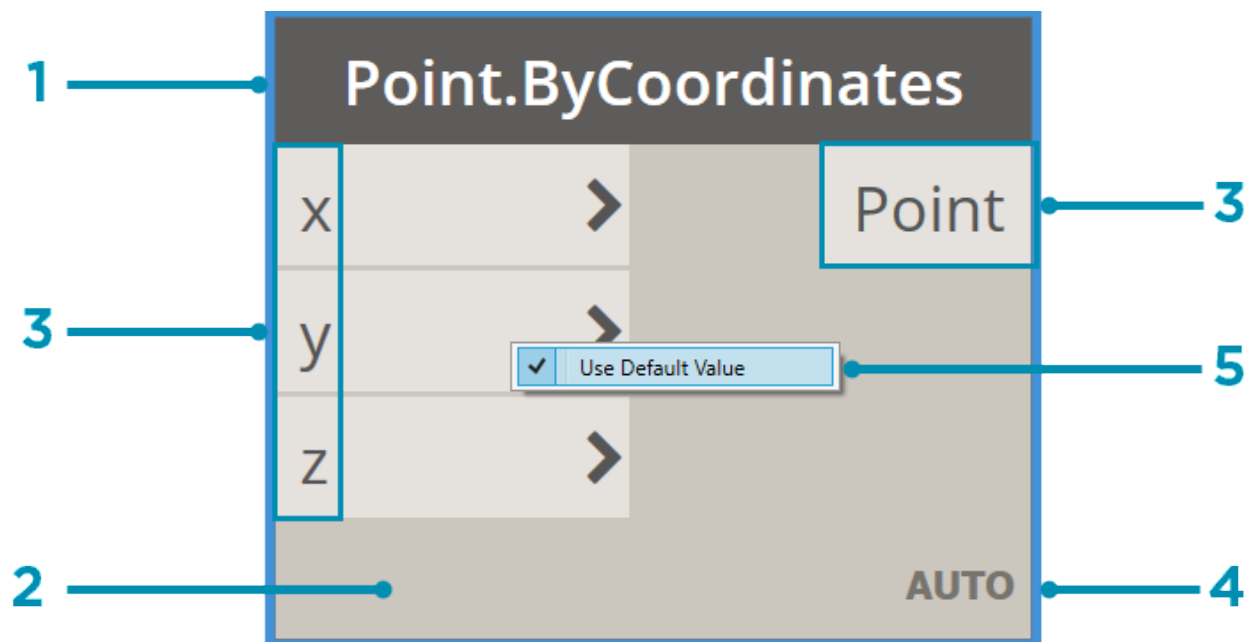 Point.ByCoordinates
1
x
Point
3
3
y
Use Default Value
5
z
2
AUTO
4